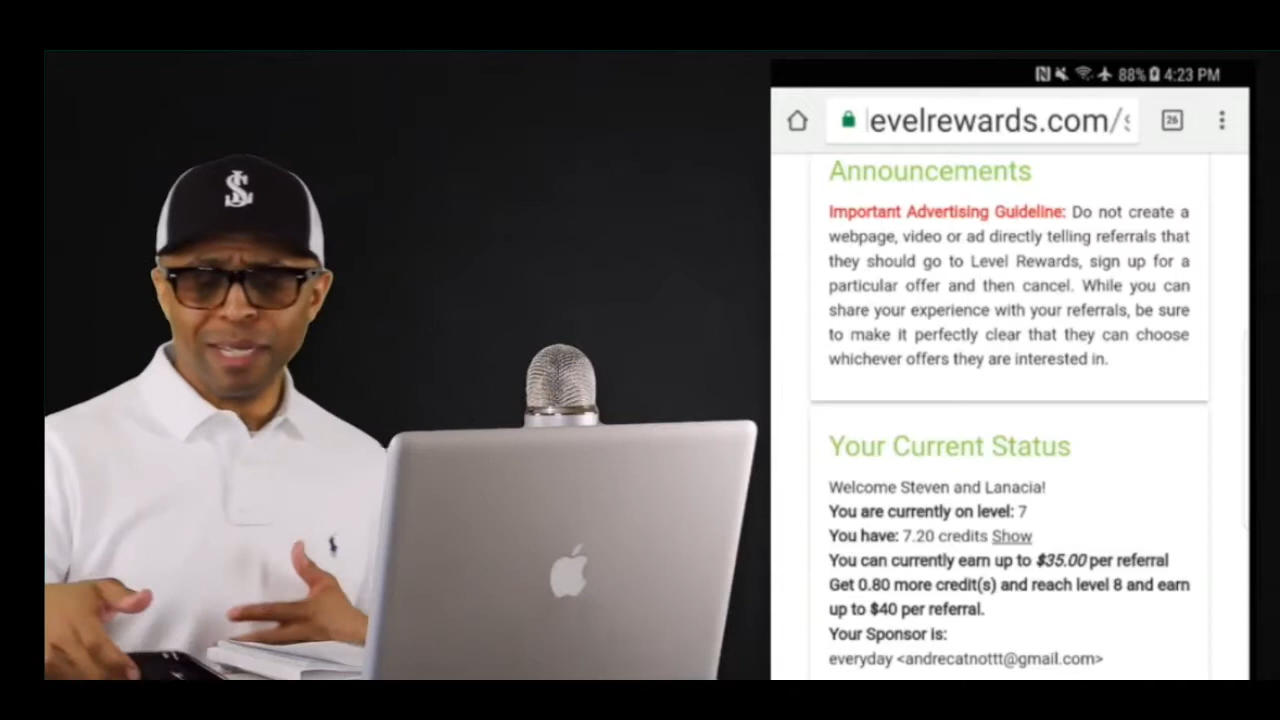 88% 4:23 PM
evelrewards.com/s
26
Announcements
Important Advertising Guideline: Do not create a
webpage, video or ad directly telling referrals that
they should go to Level Rewards, sign up for a
particular offer and then cancel. While you can
share your experience with your referrals, be sure
to make it perfectly clear that they can choose
whichever offers they are interested in.
Your Current Status
Welcome Steven and Lanacia!
You are currently on level: 7
You have: 7.20 credits Show
You can currently earn up to $35.00 per referral
Get 0.80 more credit(s) and reach level 8 and earn
up to $40 per referral.
Your Sponsor is:
everyday <andrecatnottt@gmail.com>